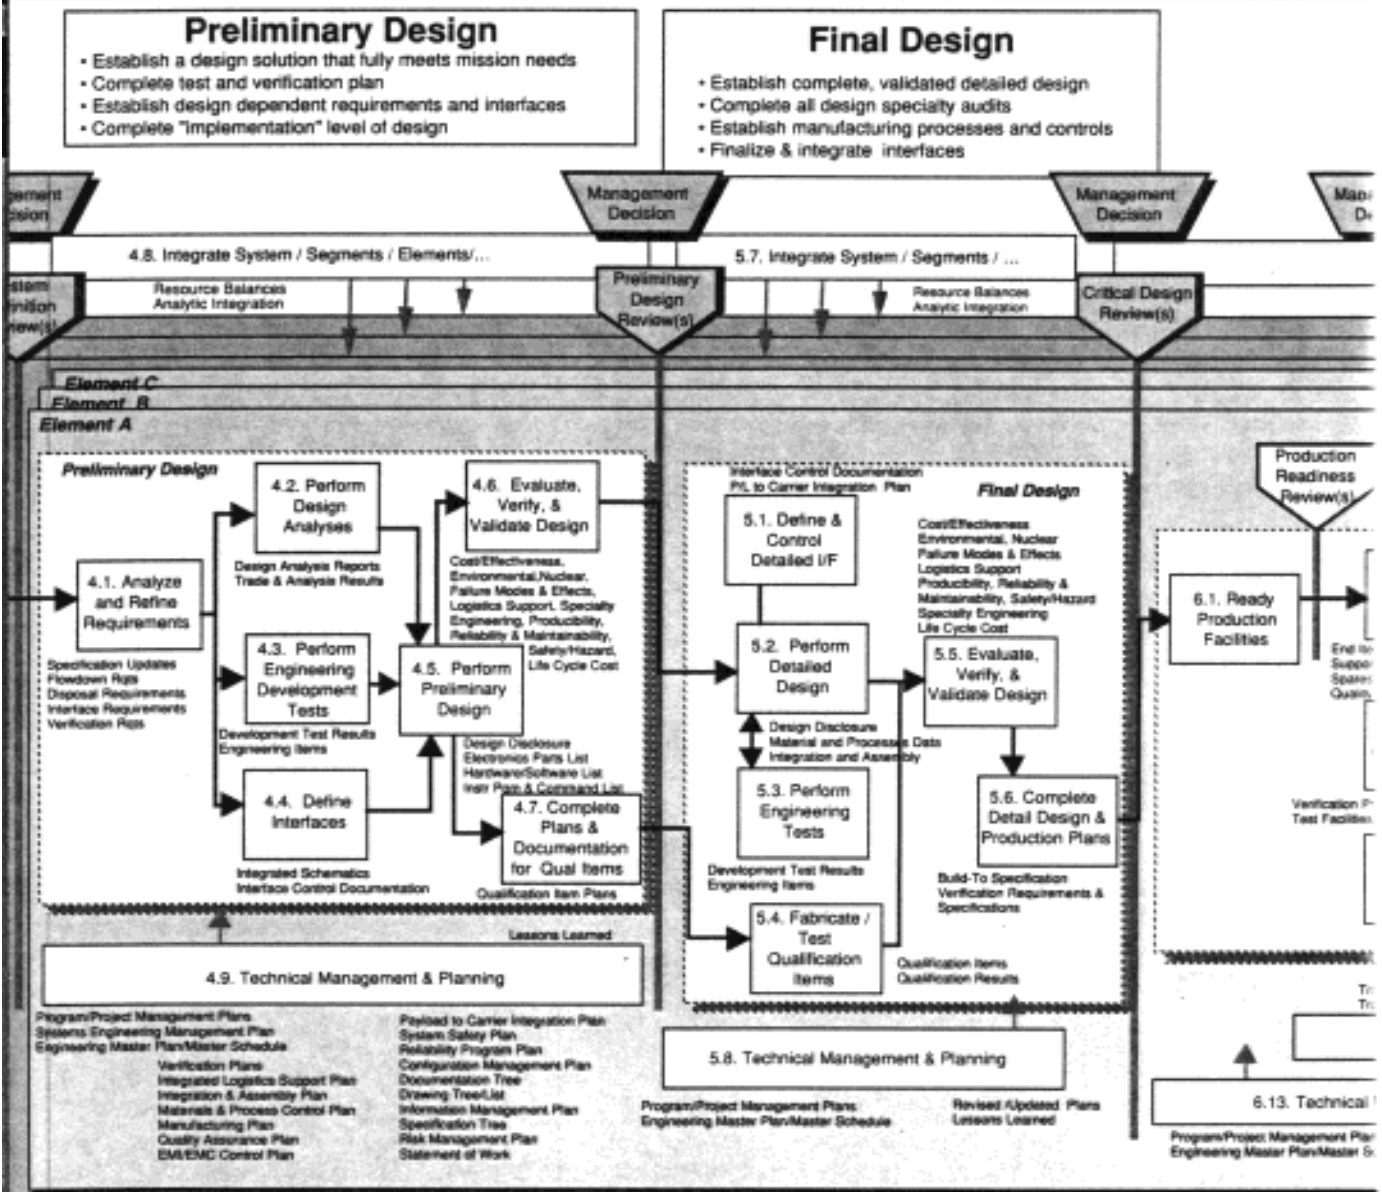 Preliminary Design
• Establish a design solution that fully meets mission needs
• Complete test and verification plan
• Establish design dependent requirements and interfaces
• Complete "implementation" level of design
Final Design
• Establish complete, validated detailed design
• Complete all design specialty audits
• Establish manufacturing processes and controls
• Finalize & integrate interfaces
Management
Decision
Management
Decision
4.8. Integrate System / Segments / Elements/...
5.7. Integrate System / Segments / ...
Resource Balances
Analytic Integration
Preliminary
Design
Review(s)
Resource Balances
Analytic Integration
Critical Design
Review(s)
Element C
Element B
Element A
Preliminary Design
4.1. Analyze
and Refine
Requirements
Specification Updates
Flowdown Rqts
Disposal Requirements
Interface Requirements
Verification Rqts
4.2. Perform
Design
Analyses
Design Analysis Reports
Trade & Analysis Results
4.3. Perform
Engineering
Development
Tests
Development Test Results
Engineering Items
4.4. Define
Interfaces
Integrated Schematics
Interface Control Documentation
4.5. Perform
Preliminary
Design
Design Disclosure
Electronics Parts List
Hardware/Software List
Instr Pgm & Command List
4.6. Evaluate,
Verify, &
Validate Design
Cost/Effectiveness,
Environmental,Nuclear,
Failure Modes & Effects,
Logistics Support, Specialty
Engineering, Producibility,
Reliability & Maintainability,
Safety/Hazard,
Life Cycle Cost
4.7. Complete
Plans &
Documentation
for Qual Items
Qualification Item Plans
Lessons Learned
4.9. Technical Management & Planning
Program/Project Management Plans
Systems Engineering Management Plan
Engineering Master Plan/Master Schedule
Verification Plans
Integrated Logistics Support Plan
Integration & Assembly Plan
Materials & Process Control Plan
Manufacturing Plan
Quality Assurance Plan
EMI/EMC Control Plan
Payload to Carrier Integration Plan
System Safety Plan
Reliability Program Plan
Configuration Management Plan
Documentation Tree
Drawing Tree/List
Information Management Plan
Specification Tree
Risk Management Plan
Statement of Work
Interface Control Documentation
P/L to Carrier Integration Plan
Final Design
5.1. Define &
Control
Detailed I/F
5.2. Perform
Detailed
Design
Design Disclosure
Material and Processes Data
Integration and Assembly
5.3. Perform
Engineering
Tests
Development Test Results
Engineering Items
5.4. Fabricate /
Test
Qualification
Items
Qualification Items
Qualification Results
Cost/Effectiveness
Environmental, Nuclear
Failure Modes & Effects
Logistics Support
Producibility, Reliability &
Maintainability, Safety/Hazard
Specialty Engineering
Life Cycle Cost
5.5. Evaluate,
Verify, &
Validate Design
5.6. Complete
Detail Design &
Production Plans
Build-To Specification
Verification Requirements &
Specifications
5.8. Technical Management & Planning
Program/Project Management Plans
Engineering Master Plan/Master Schedule
Revised /Updated Plans
Lessons Learned
Production
Readiness
Review(s)
6.1. Ready
Production
Facilities
Verification
Test Facilities
6.13. Technical
Program/Project Management
Engineering Master Plan/Master